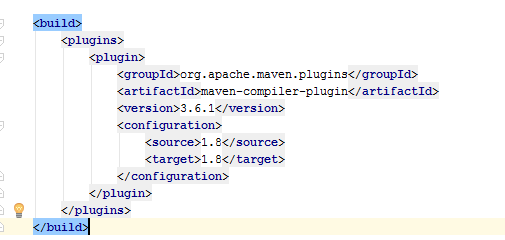 <build>
<plugins>
<plugin>
<groupId>org.apache.maven.plugins</groupId>
<artifactId>maven-compiler-plugin</artifactId>
<version>3.6.1</version>
<configuration>
<source>1.8</source>
<target>1.8</target>
</configuration>
</plugin>
</plugins>
</build>